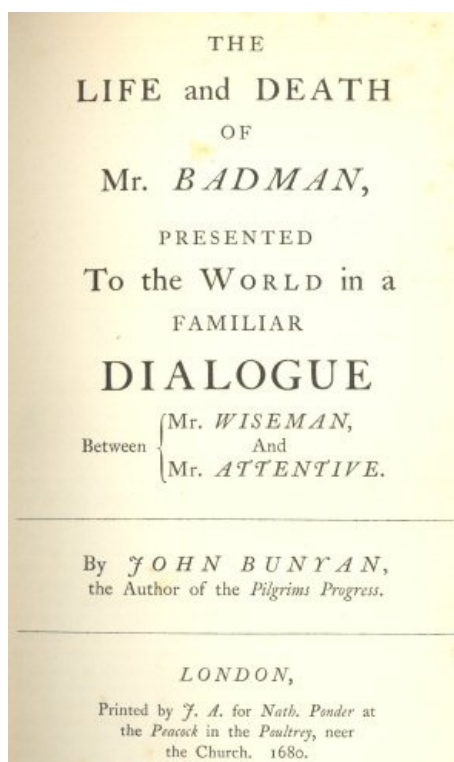 THE
LIFE and DEATH
OF
Mr. BADMAN,
PRESENTED
To the WORLD in a
FAMILIAR
DIALOGUE
Between { Mr. WISEMAN,
And
Mr. ATTENTIVE.
By JOHN BUNYAN,
the Author of the Pilgrims Progress.
LONDON,
Printed by J. A. for Nath. Ponder at
the Peacock in the Poultrey, neer
the Church. 1680.